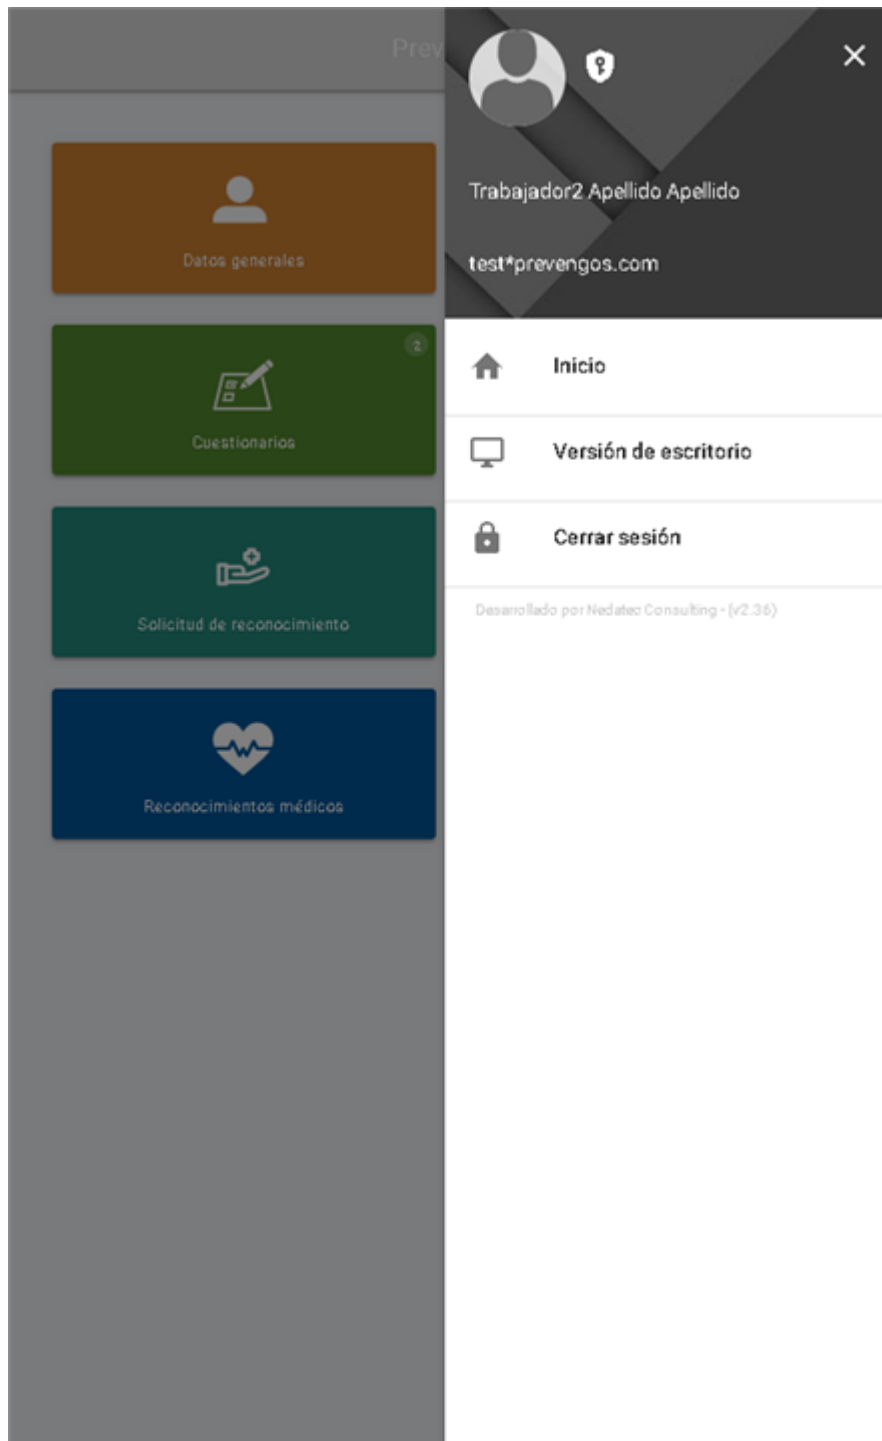 Prev
Datos generales
2
Cuestionarios
Solicitud de reconocimiento
Reconocimientos médicos
Trabajador2 Apellido Apellido
test*prevengos.com
Inicio
Versión de escritorio
Cerrar sesión
Desarrollado por Nedatec Consulting - (v2.36)